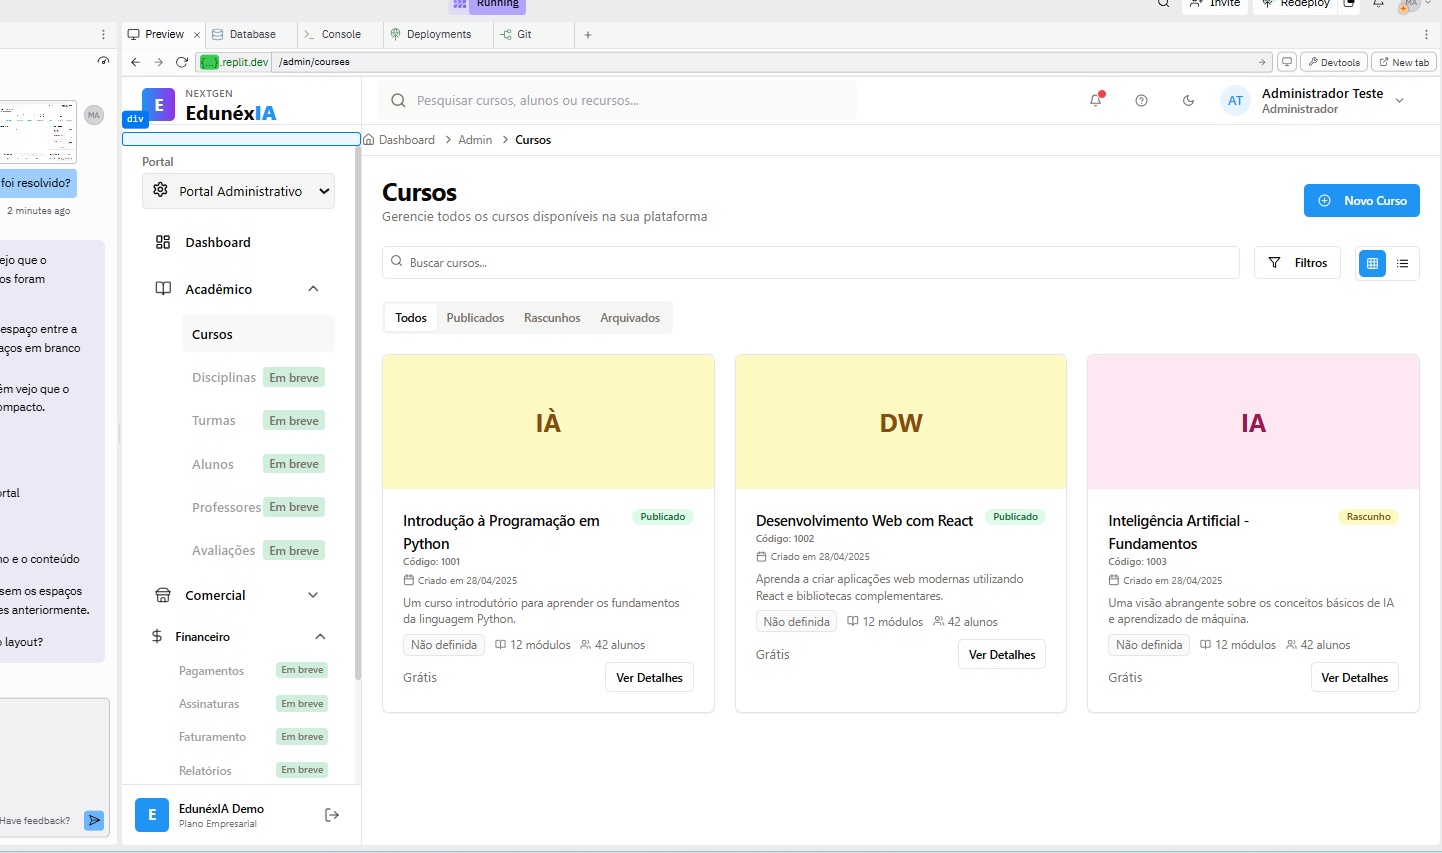 Running
Invite
Redeploy
MA
Preview
Database
Console
Deployments
Git
{...}.replit.dev
/admin/courses
Devtools
New tab
MA
foi resolvido?
2 minutes ago
ejo que o
os foram
espaço entre a
aços em branco
ém vejo que o
ompacto.
ortal
no e o conteúdo
sem os espaços
es anteriormente.
o layout?
Have feedback?
div
E
NEXTGEN
EdunéxIA
Pesquisar cursos, alunos ou recursos...
AT
Administrador Teste
Administrador
Dashboard
Admin
Cursos
Portal
Portal Administrativo
Dashboard
Acadêmico
Cursos
Disciplinas Em breve
Turmas Em breve
Alunos Em breve
Professores Em breve
Avaliações Em breve
Comercial
Financeiro
Pagamentos Em breve
Assinaturas Em breve
Faturamento Em breve
Relatórios Em breve
E
EdunéxIA Demo
Plano Empresarial
Cursos
Gerencie todos os cursos disponíveis na sua plataforma
Novo Curso
Buscar cursos...
Filtros
Todos
Publicados
Rascunhos
Arquivados
IÀ
Introdução à Programação em
Python
Publicado
Código: 1001
Criado em 28/04/2025
Um curso introdutório para aprender os fundamentos
da linguagem Python.
Não definida
12 módulos
42 alunos
Grátis
Ver Detalhes
DW
Desenvolvimento Web com React
Publicado
Código: 1002
Criado em 28/04/2025
Aprenda a criar aplicações web modernas utilizando
React e bibliotecas complementares.
Não definida
12 módulos
42 alunos
Grátis
Ver Detalhes
IA
Inteligência Artificial -
Fundamentos
Rascunho
Código: 1003
Criado em 28/04/2025
Uma visão abrangente sobre os conceitos básicos de IA
e aprendizado de máquina.
Não definida
12 módulos
42 alunos
Grátis
Ver Detalhes